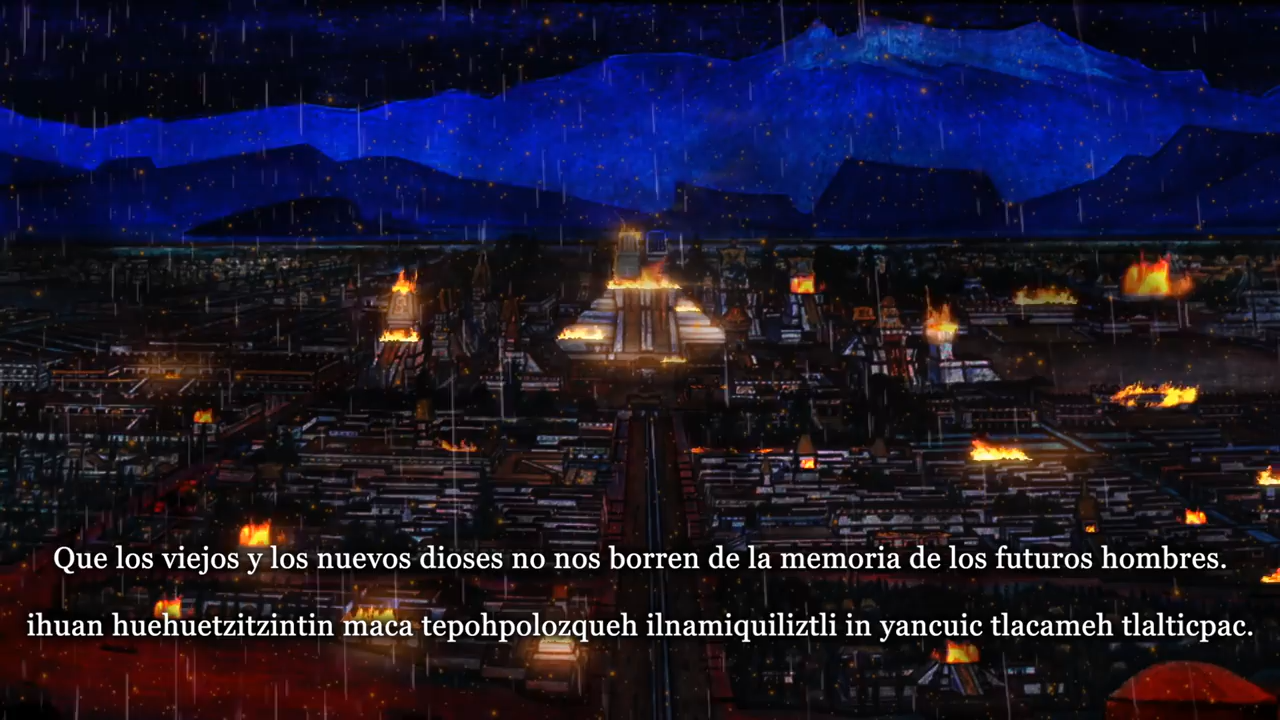 Que los viejos y los nuevos dioses no nos borren de la memoria de los futuros hombres.
ihuan huehuetzitzintin maca tepohpolozqueh ilnamiquiliztli in yancuic tlacameh tlalticpac.